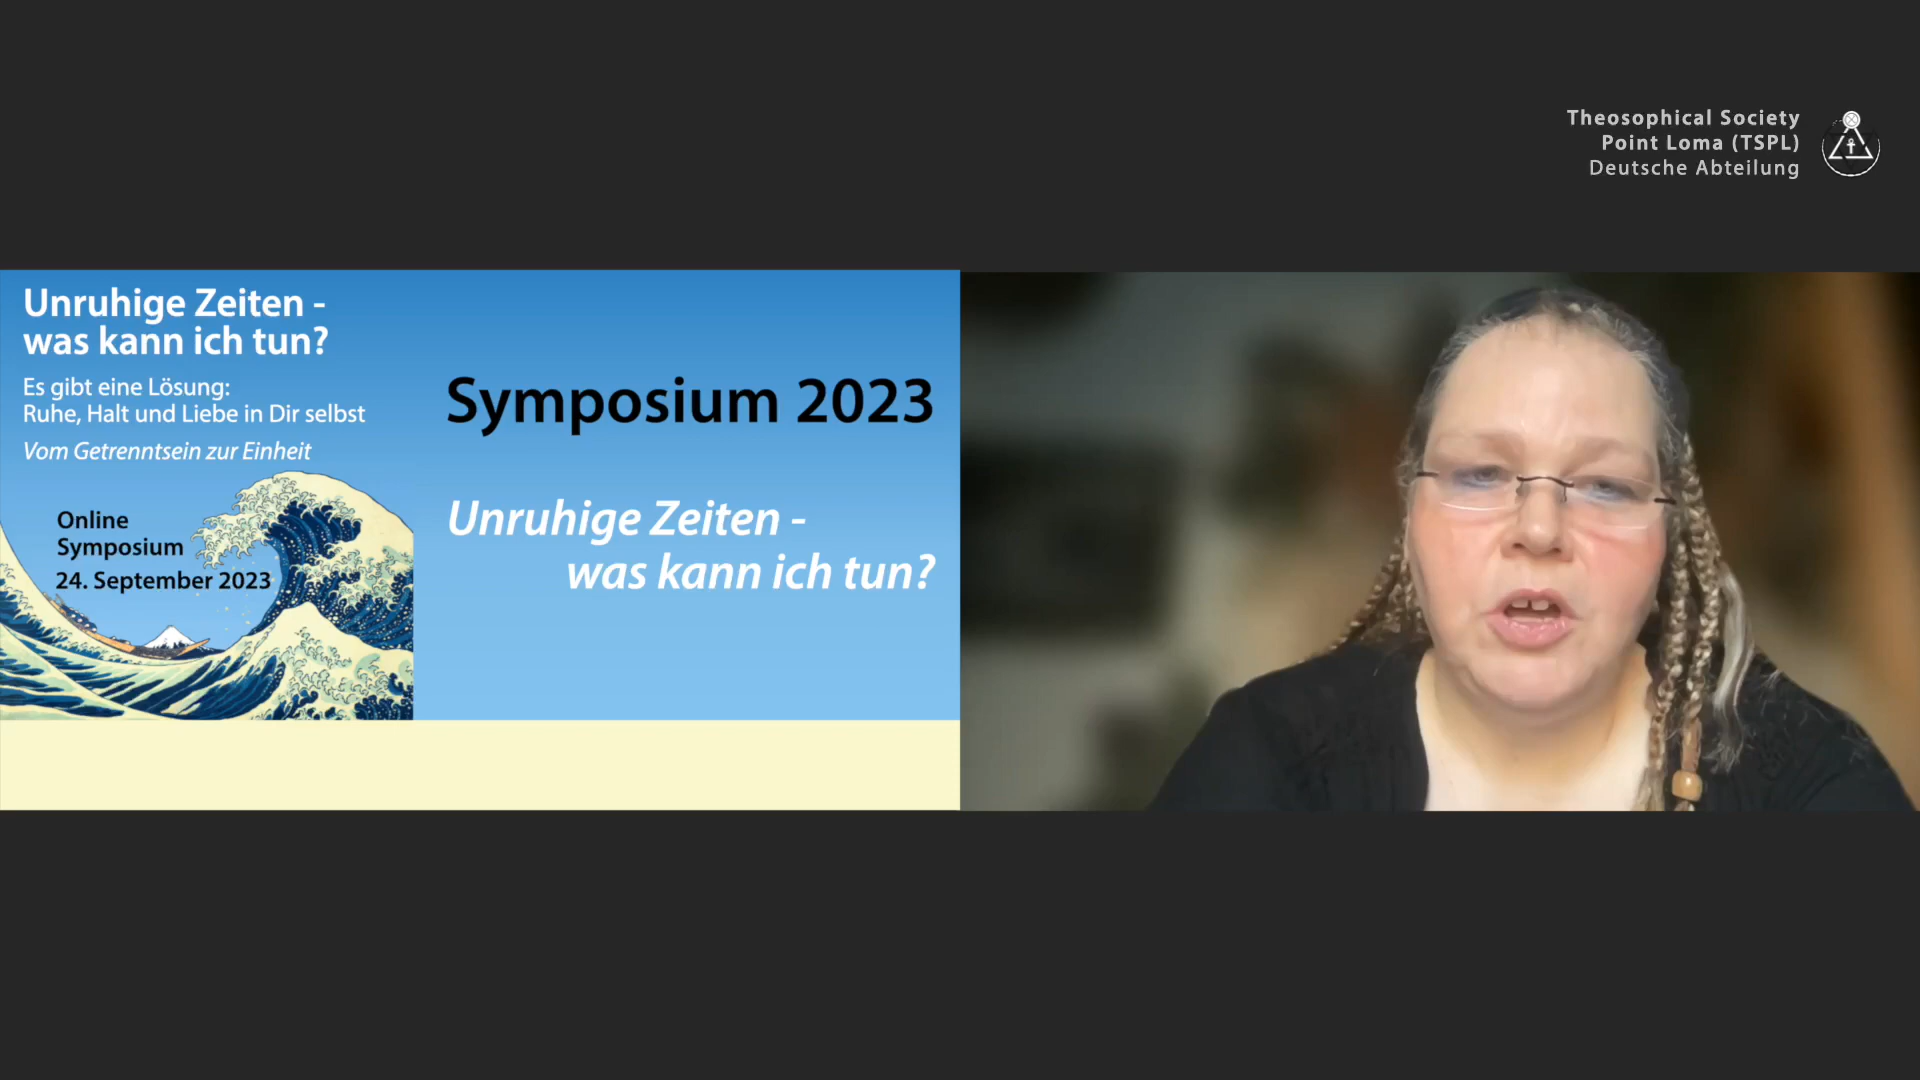 Theosophical Society
Point Loma (TSPL)
Deutsche Abteilung
Unruhige Zeiten -
was kann ich tun?
Es gibt eine Lösung:
Ruhe, Halt und Liebe in Dir selbst
Vom Getrenntsein zur Einheit
Online
Symposium
24. September 2023
Symposium 2023
Unruhige Zeiten -
was kann ich tun?